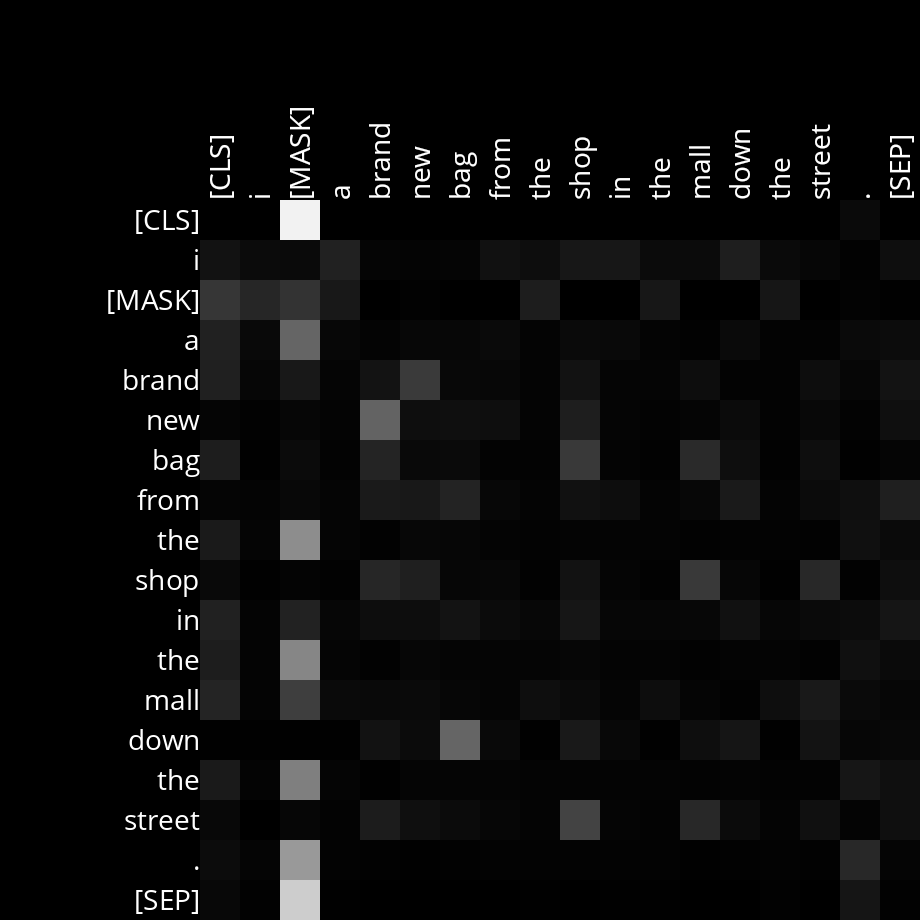 [CLS] i [MASK] a brand new bag from the shop in the mall down the street . [SEP]
[CLS]
i
[MASK]
a
brand
new
bag
from
the
shop
in
the
mall
down
the
street
.
[SEP]